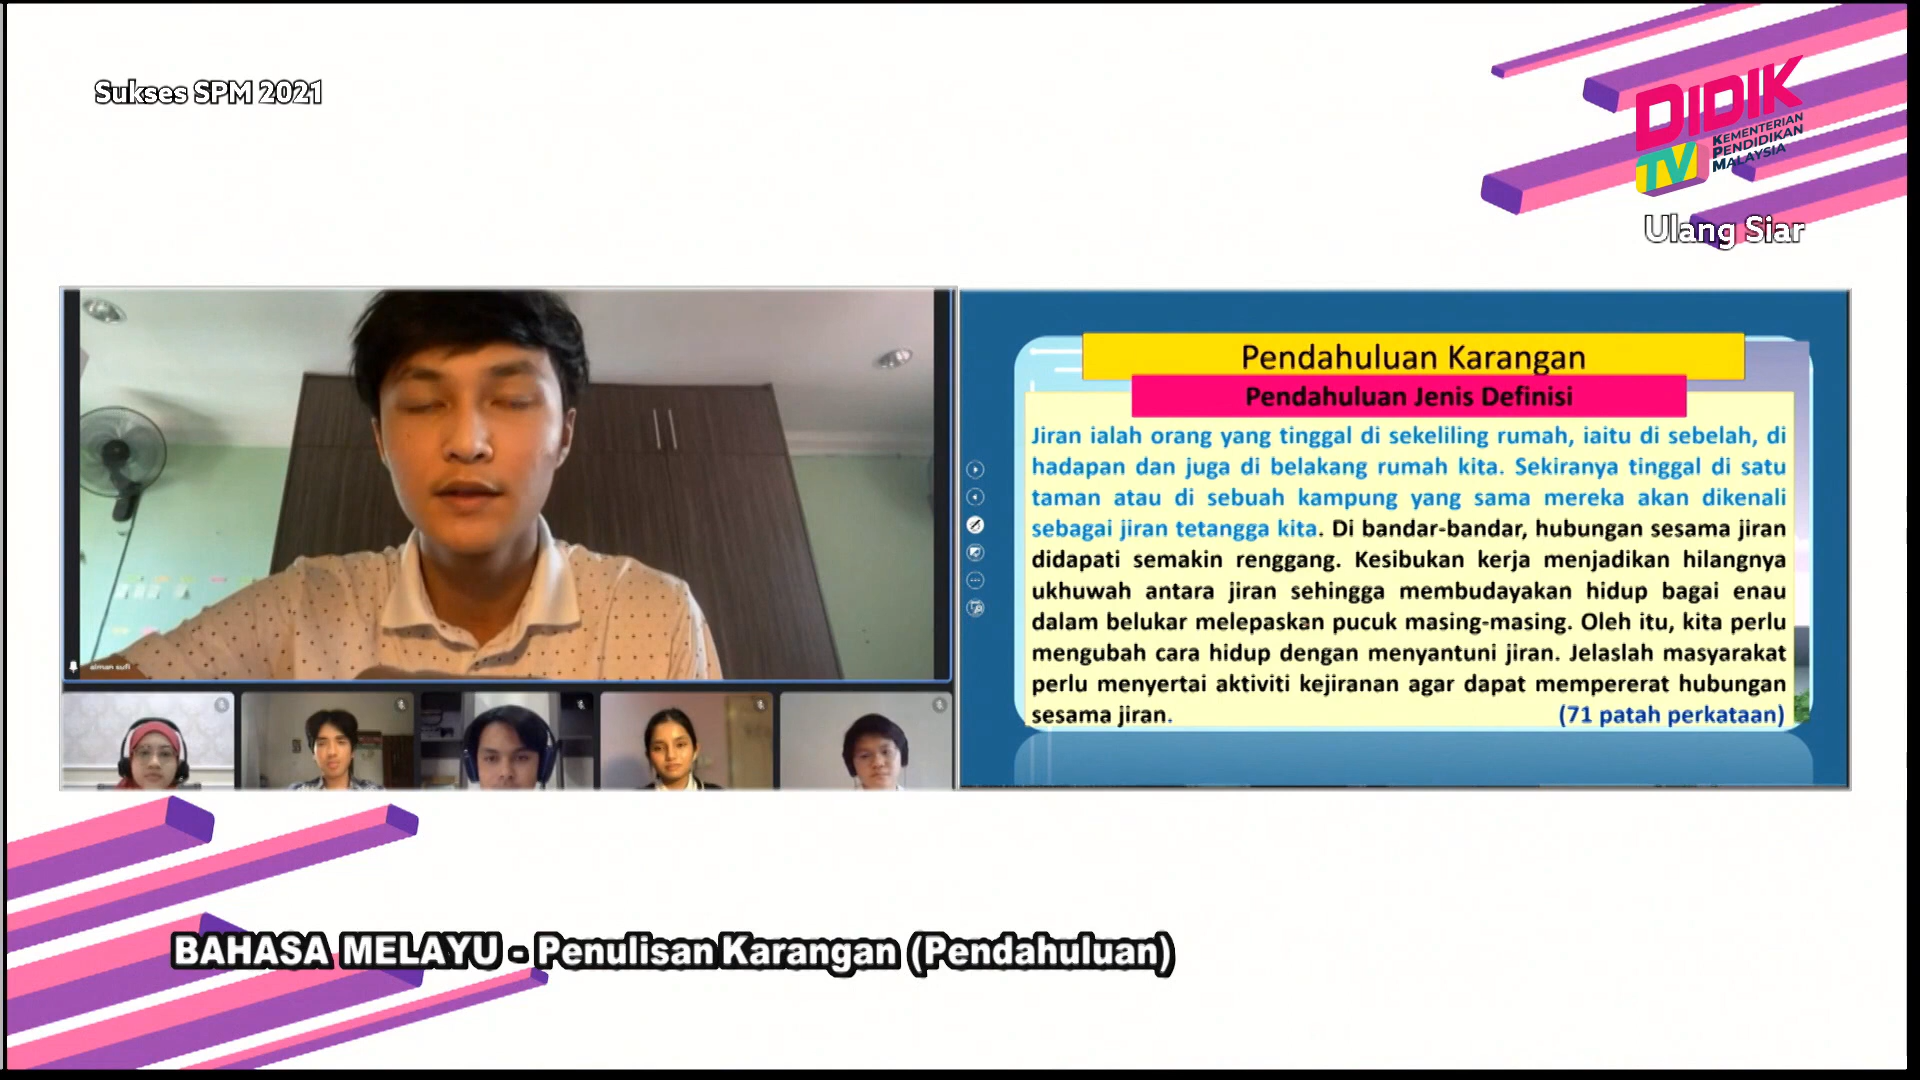 Sukses SPM 2021
DIDIK
TV
KEMENTERIAN
PENDIDIKAN
MALAYSIA
Ulang Siar
Pendahuluan Karangan
Pendahuluan Jenis Definisi
Jiran ialah orang yang tinggal di sekeliling rumah, iaitu di sebelah, di
hadapan dan juga di belakang rumah kita. Sekiranya tinggal di satu
taman atau di sebuah kampung yang sama mereka akan dikenali
sebagai jiran tetangga kita. Di bandar-bandar, hubungan sesama jiran
didapati semakin renggang. Kesibukan kerja menjadikan hilangnya
ukhuwah antara jiran sehingga membudayakan hidup bagai enau
dalam belukar melepaskan pucuk masing-masing. Oleh itu, kita perlu
mengubah cara hidup dengan menyantuni jiran. Jelaslah masyarakat
perlu menyertai aktiviti kejiranan agar dapat mempererat hubungan
sesama jiran. (71 patah perkataan)
aiman sufi
BAHASA MELAYU - Penulisan Karangan (Pendahuluan)